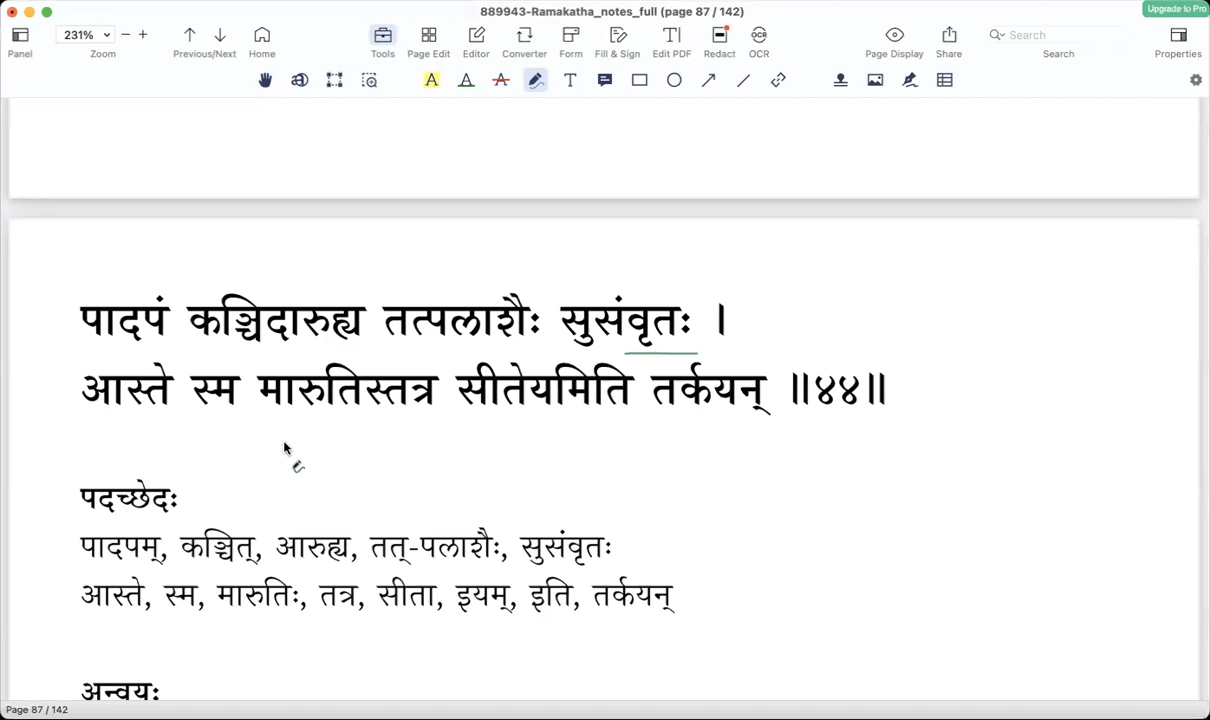 889943-Ramakatha_notes_full (page 87 / 142)
Upgrade to Pro
231%
Search
Panel Zoom Previous/Next Home Tools Page Edit Editor Converter Form Fill & Sign Edit PDF Redact OCR Page Display Share Search Properties
पादपं कञ्चिदारुह्य तत्पलाशैः सुसंवृतः ।
आस्ते स्म मारुतिस्तत्र सीतेयमिति तर्कयन् ॥४४॥
पदच्छेदः
पादपम्, कञ्चित्, आरुह्य, तत्-पलाशैः, सुसंवृतः
आस्ते, स्म, मारुतिः, तत्र, सीता, इयम्, इति, तर्कयन्
अन्वयः
Page 87 / 142